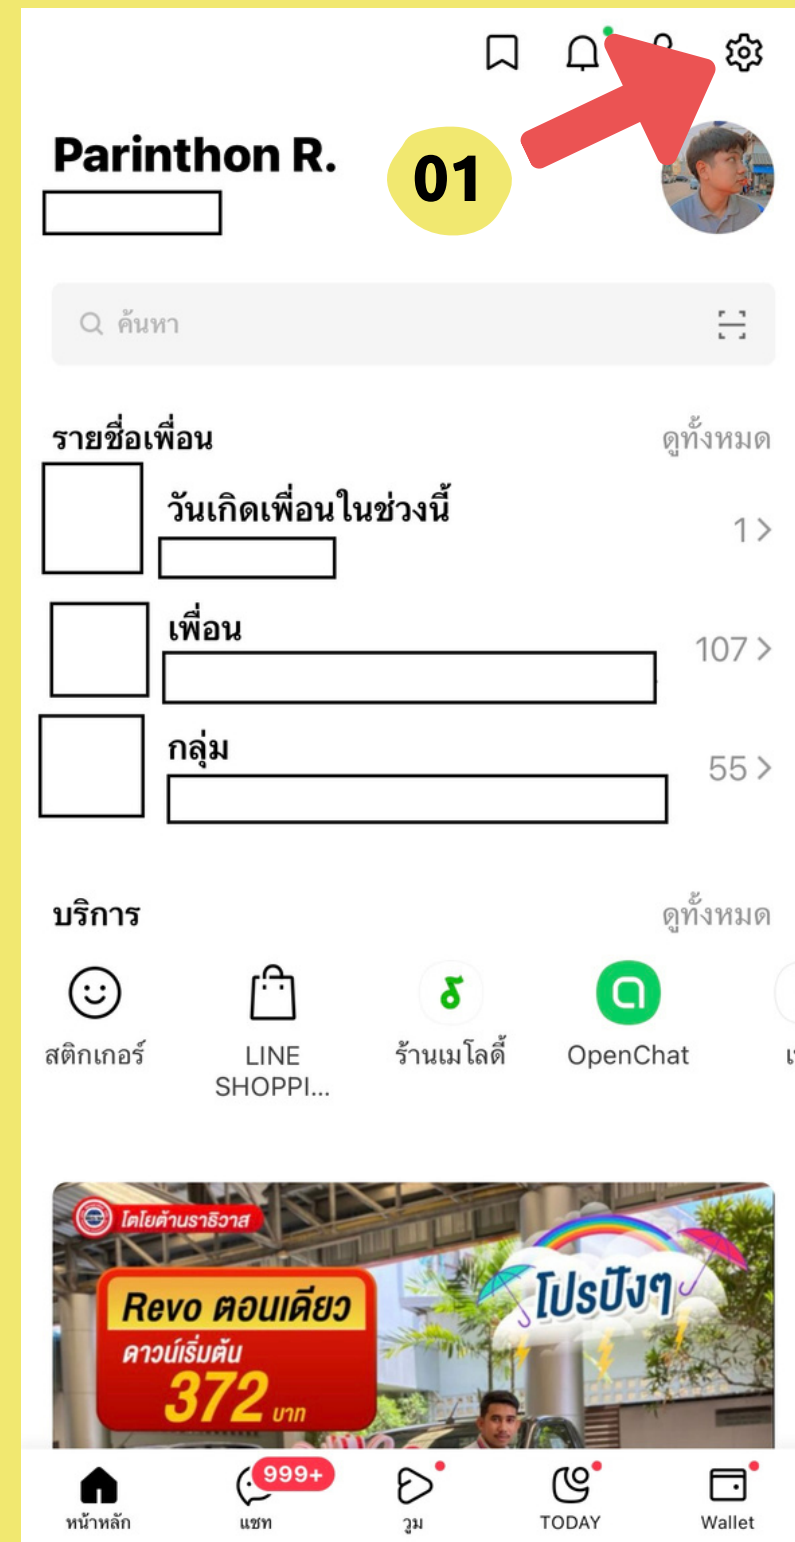 Parinthon R.
01
ค้นหา
รายชื่อเพื่อน
ดูทั้งหมด
วันเกิดเพื่อนในช่วงนี้
1
เพื่อน
107
กลุ่ม
55
บริการ
ดูทั้งหมด
สติกเกอร์
LINE
SHOPPI...
ร้านเมโลดี้
OpenChat
โตโยต้านราธิวาส
Revo ตอนเดียว
ดาวน์เริ่มต้น
372 บาท
โปรปังๆ
999+
หน้าหลัก
แชท
วูม
TODAY
Wallet